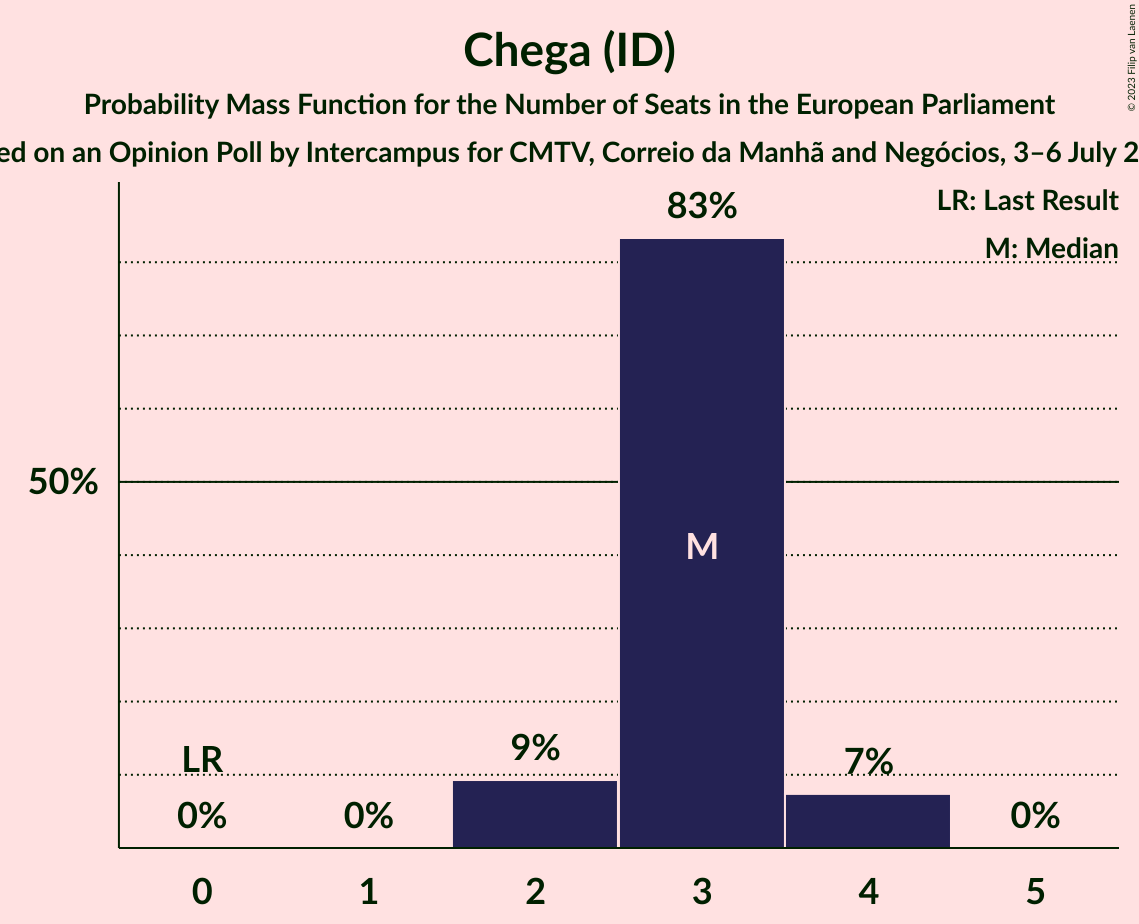 Chega (ID)
Probability Mass Function for the Number of Seats in the European Parliament
ed on an Opinion Poll by Intercampus for CMTV, Correio da Manhã and Negócios, 3–6 July 2
© 2023 Filip van Laenen
LR: Last Result
M: Median
83%
50%
M
LR
9%
7%
0%
0%
0%
0
1
2
3
4
5